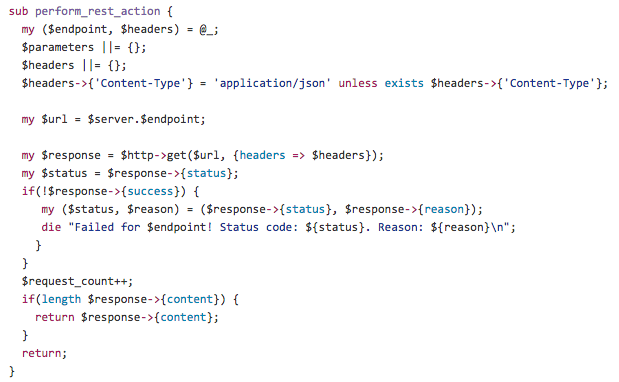 sub perform_rest_action {
  my ($endpoint, $headers) = @_;
  $parameters ||= {};
  $headers ||= {};
  $headers->{'Content-Type'} = 'application/json' unless exists $headers->{'Content-Type'};

  my $url = $server.$endpoint;

  my $response = $http->get($url, {headers => $headers});
  my $status = $response->{status};
  if(!$response->{success}) {
     my ($status, $reason) = ($response->{status}, $response->{reason});
     die "Failed for $endpoint! Status code: ${status}. Reason: ${reason}\n";
    }
  }
  $request_count++;
  if(length $response->{content}) {
    return $response->{content};
  }
  return;
}